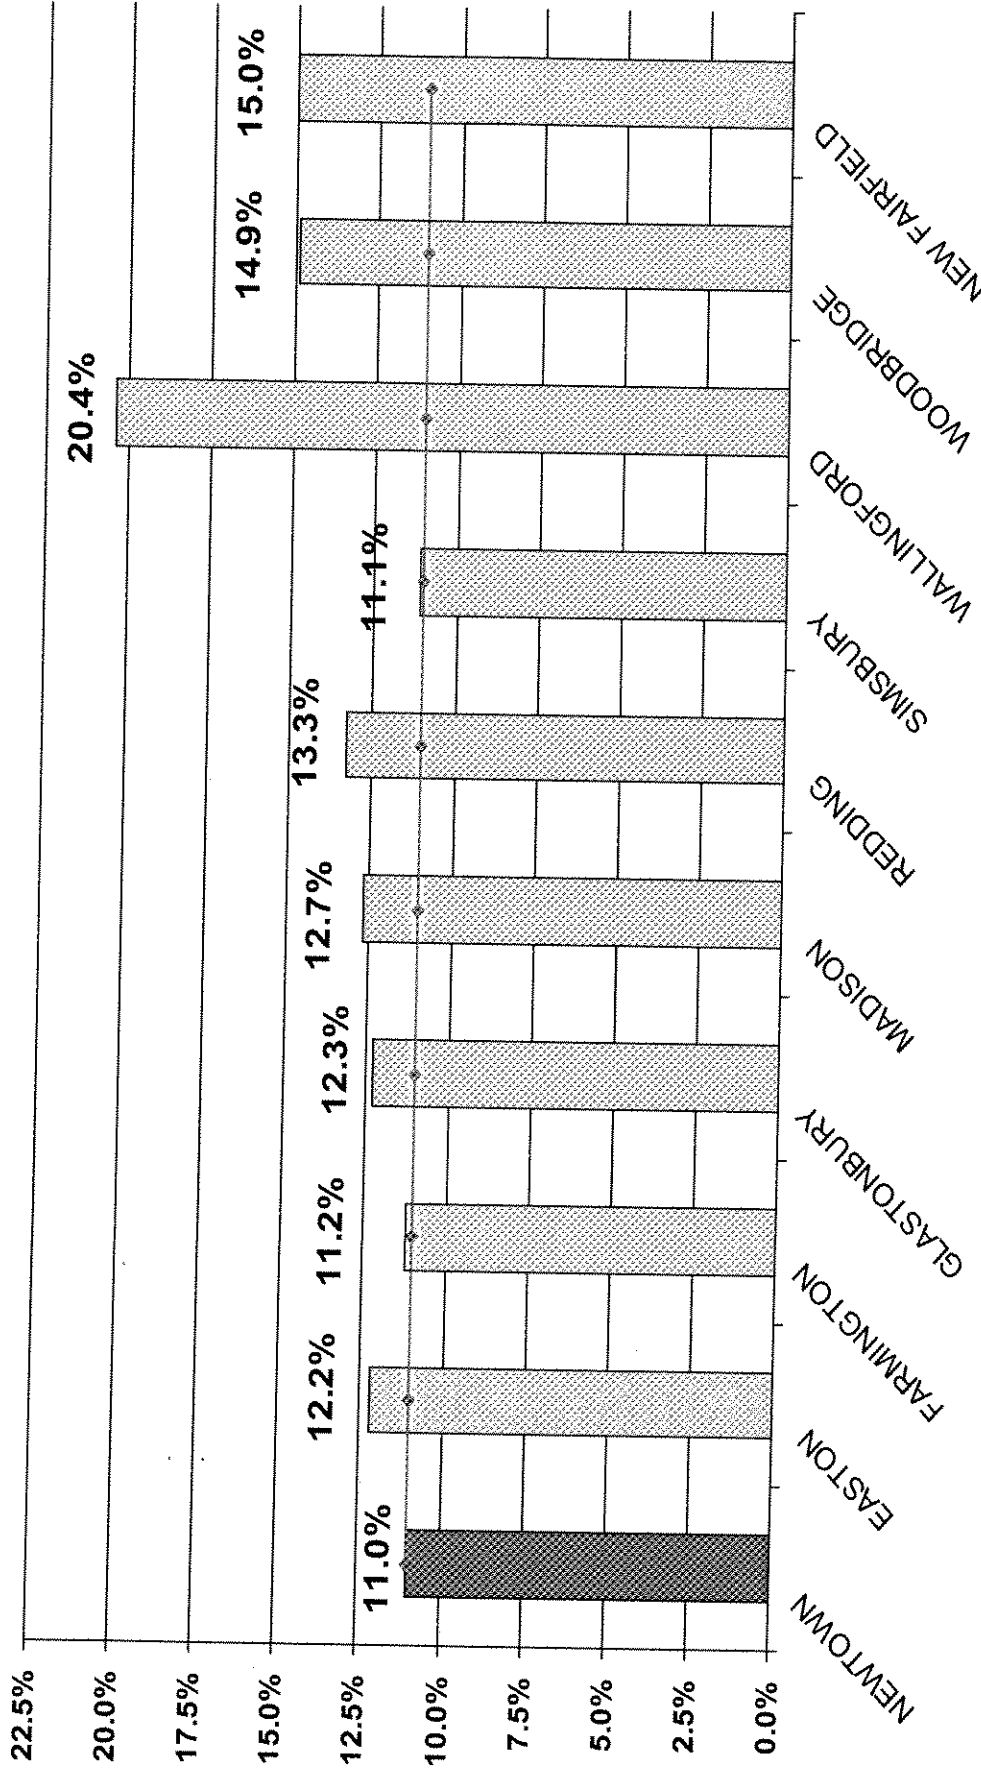 22.5%
20.0%
17.5%
15.0%
12.5%
10.0%
7.5%
5.0%
2.5%
0.0%
11.0%
12.2%
11.2%
12.3%
12.7%
13.3%
11.1%
20.4%
14.9%
15.0%
NEWTOWN
EASTON
FARMINGTON
GLASTONBURY
MADISON
REDDING
SIMSBURY
WALLINGFORD
WOODBRIDGE
NEW FAIRFIELD